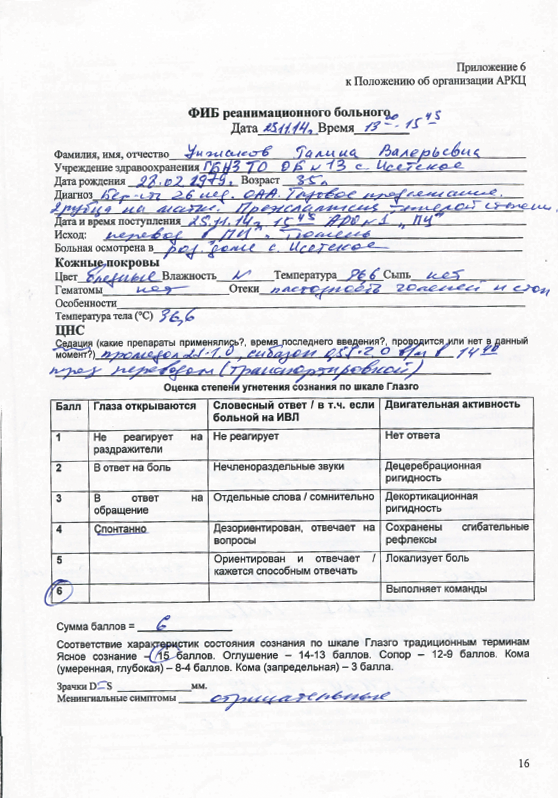 Приложение 6
к Положению об организации АРКЦ
ФИБ реанимационного больного
Дата 25.11.14. Время 13 00 - 15 45
Фамилия, имя, отчество Галина Валерьевна
Учреждение здравоохранения ГБУЗ ТО ОБ №13 с. Исетское
Дата рождения 28.02.1979. Возраст 35л
Диагноз Бер-ть 26 нед. ОАА. Тазовое предлежание.
на матке. степени.
Дата и время поступления 25.11.14, 15 45 АРО №1 "ПЦ"
Исход: перевод в ПЦ г. Тюмень
Больная осмотрена в род. доме с. Исетское
Кожные покровы
Цвет бледные Влажность N Температура 36,6 Сыпь нет
Гематомы нет Отеки пастозность голеней и стоп
Особенности
Температура тела (°С) 36,6
ЦНС
Седация (какие препараты применялись?, время последнего введения?, проводится или нет в данный
момент?) промедол 2% 1.0, сибазон 0,5% 2.0 в/м в 14 40
перед переводом (транспортировкой)
Оценка степени угнетения сознания по шкале Глазго
Балл Глаза открываются Словесный ответ / в т.ч. если больной на ИВЛ Двигательная активность
1 Не реагирует на раздражители Не реагирует Нет ответа
2 В ответ на боль Нечленораздельные звуки Децеребрационная ригидность
3 В ответ на обращение Отдельные слова / сомнительно Декортикационная ригидность
4 Спонтанно Дезориентирован, отвечает на вопросы Сохранены сгибательные рефлексы
5 Ориентирован и отвечает / кажется способным отвечать Локализует боль
6 Выполняет команды
Сумма баллов = 6
Соответствие характеристик состояния сознания по шкале Глазго традиционным терминам
Ясное сознание – 15 баллов. Оглушение – 14-13 баллов. Сопор – 12-9 баллов. Кома
(умеренная, глубокая) – 8-4 баллов. Кома (запредельная) – 3 балла.
Зрачки D=S мм.
Менингиальные симптомы отрицательные
16